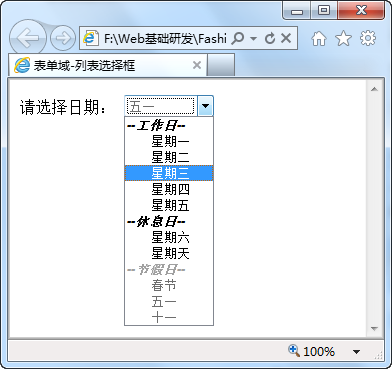 F:\Web基础研发\Fashi
表单域-列表选择框
请选择日期： 五一
--工作日--
星期一
星期二
星期三
星期四
星期五
--休息日--
星期六
星期天
--节假日--
春节
五一
十一
100%